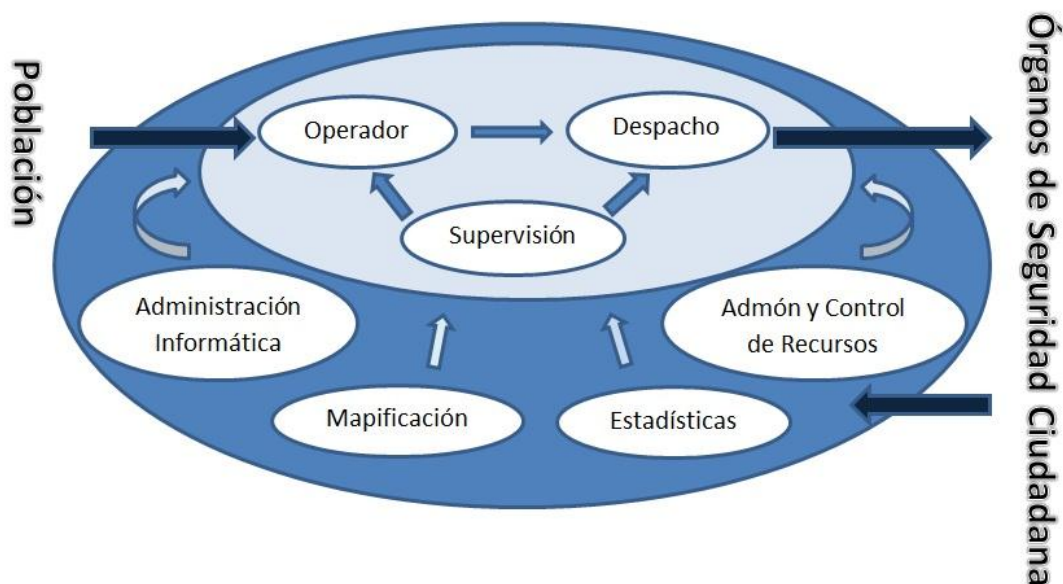 Población
Operador
Despacho
Supervisión
Administración
Informática
Admón y Control
de Recursos
Mapificación
Estadísticas
Órganos de Seguridad Ciudadana